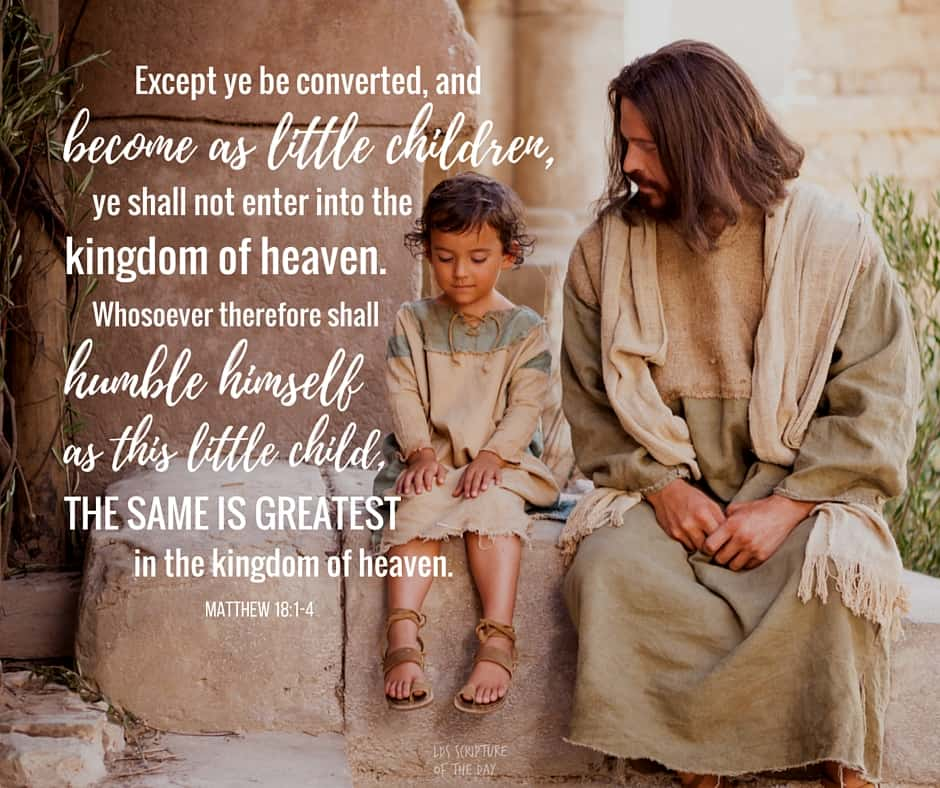 Except ye be converted, and
become as little children,
ye shall not enter into the
kingdom of heaven.
Whosoever therefore shall
humble himself
as this little child,
THE SAME IS GREATEST
in the kingdom of heaven.
MATTHEW 18:1-4
LDS SCRIPTURE
OF THE DAY